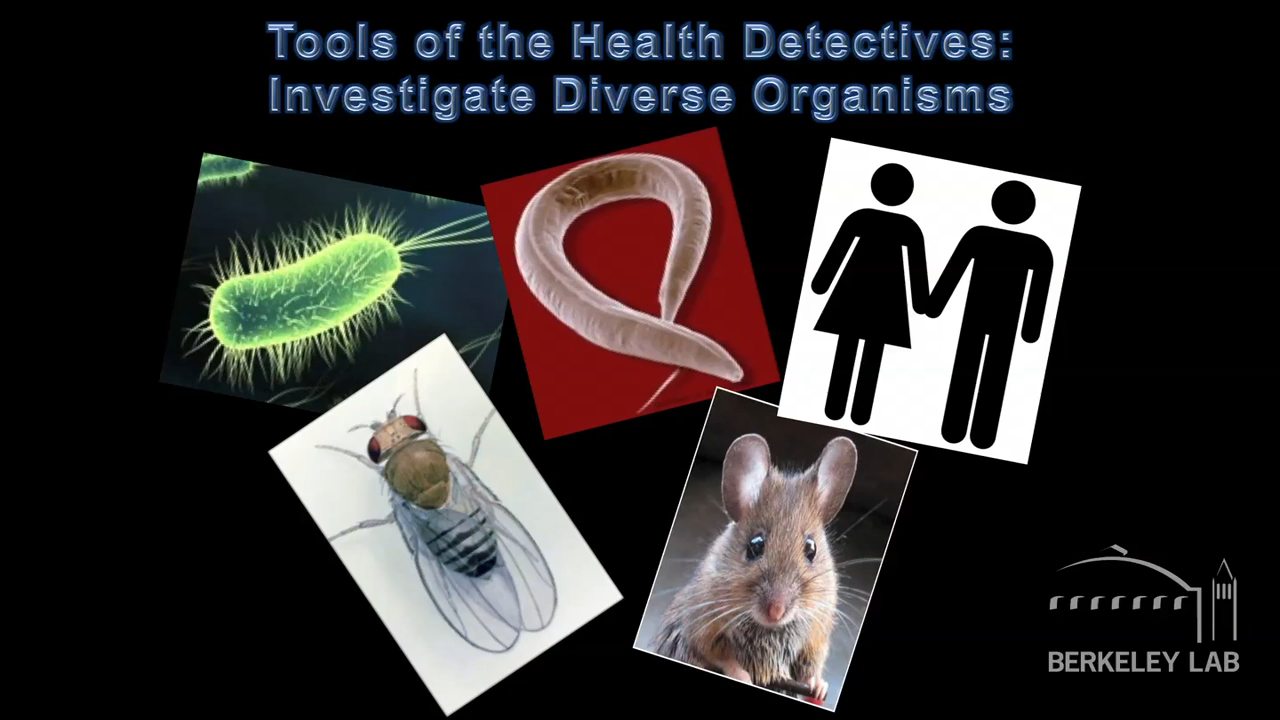 Tools of the Health Detectives:
Investigate Diverse Organisms
BERKELEY LAB